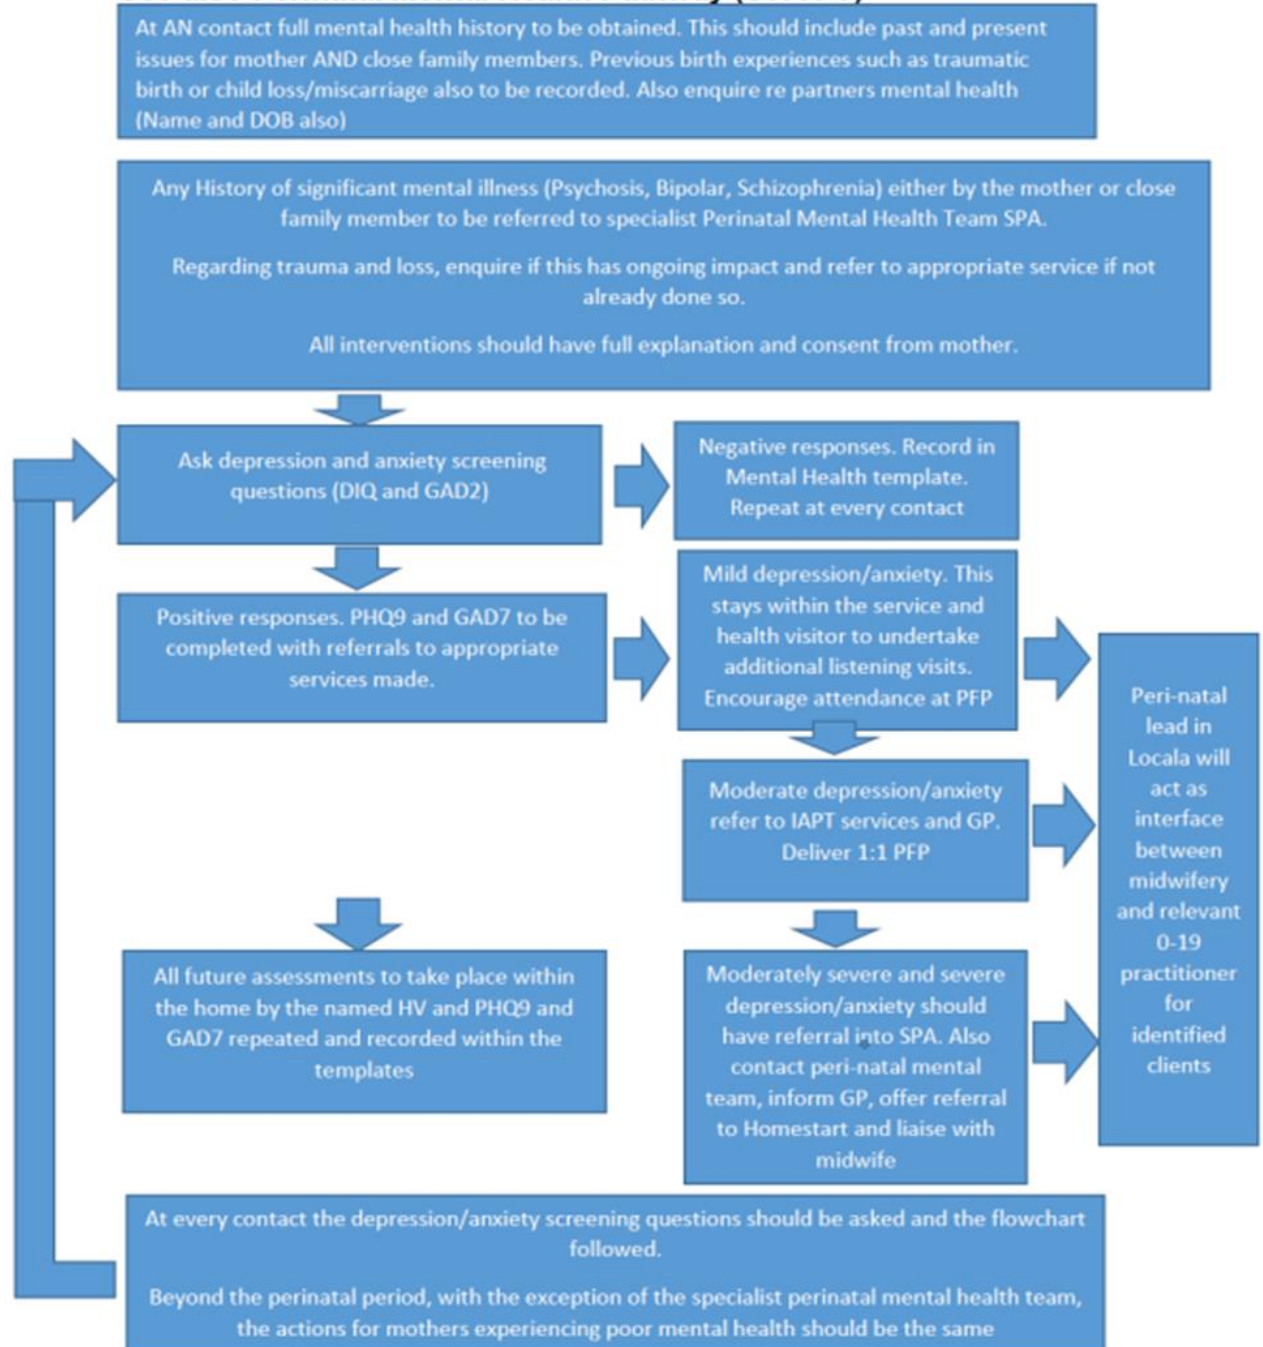 At AN contact full mental health history to be obtained. This should include past and present
issues for mother AND close family members. Previous birth experiences such as traumatic
birth or child loss/miscarriage also to be recorded. Also enquire re partners mental health
(Name and DOB also)
Any History of significant mental illness (Psychosis, Bipolar, Schizophrenia) either by the mother or close
family member to be referred to specialist Perinatal Mental Health Team SPA.
Regarding trauma and loss, enquire if this has ongoing impact and refer to appropriate service if not
already done so.
All interventions should have full explanation and consent from mother.
Ask depression and anxiety screening
questions (DIQ and GAD2)
Negative responses. Record in
Mental Health template.
Repeat at every contact
Positive responses. PHQ9 and GAD7 to be
completed with referrals to appropriate
services made.
Mild depression/anxiety. This
stays within the service and
health visitor to undertake
additional listening visits.
Encourage attendance at PFP
Moderate depression/anxiety
refer to IAPT services and GP.
Deliver 1:1 PFP
Peri-natal
lead in
Locala will
act as
interface
between
midwifery
and relevant
0-19
practitioner
for
identified
clients
All future assessments to take place within
the home by the named HV and PHQ9 and
GAD7 repeated and recorded within the
templates
Moderately severe and severe
depression/anxiety should
have referral into SPA. Also
contact peri-natal mental
team, inform GP, offer referral
to Homestart and liaise with
midwife
At every contact the depression/anxiety screening questions should be asked and the flowchart
followed.
Beyond the perinatal period, with the exception of the specialist perinatal mental health team,
the actions for mothers experiencing poor mental health should be the same